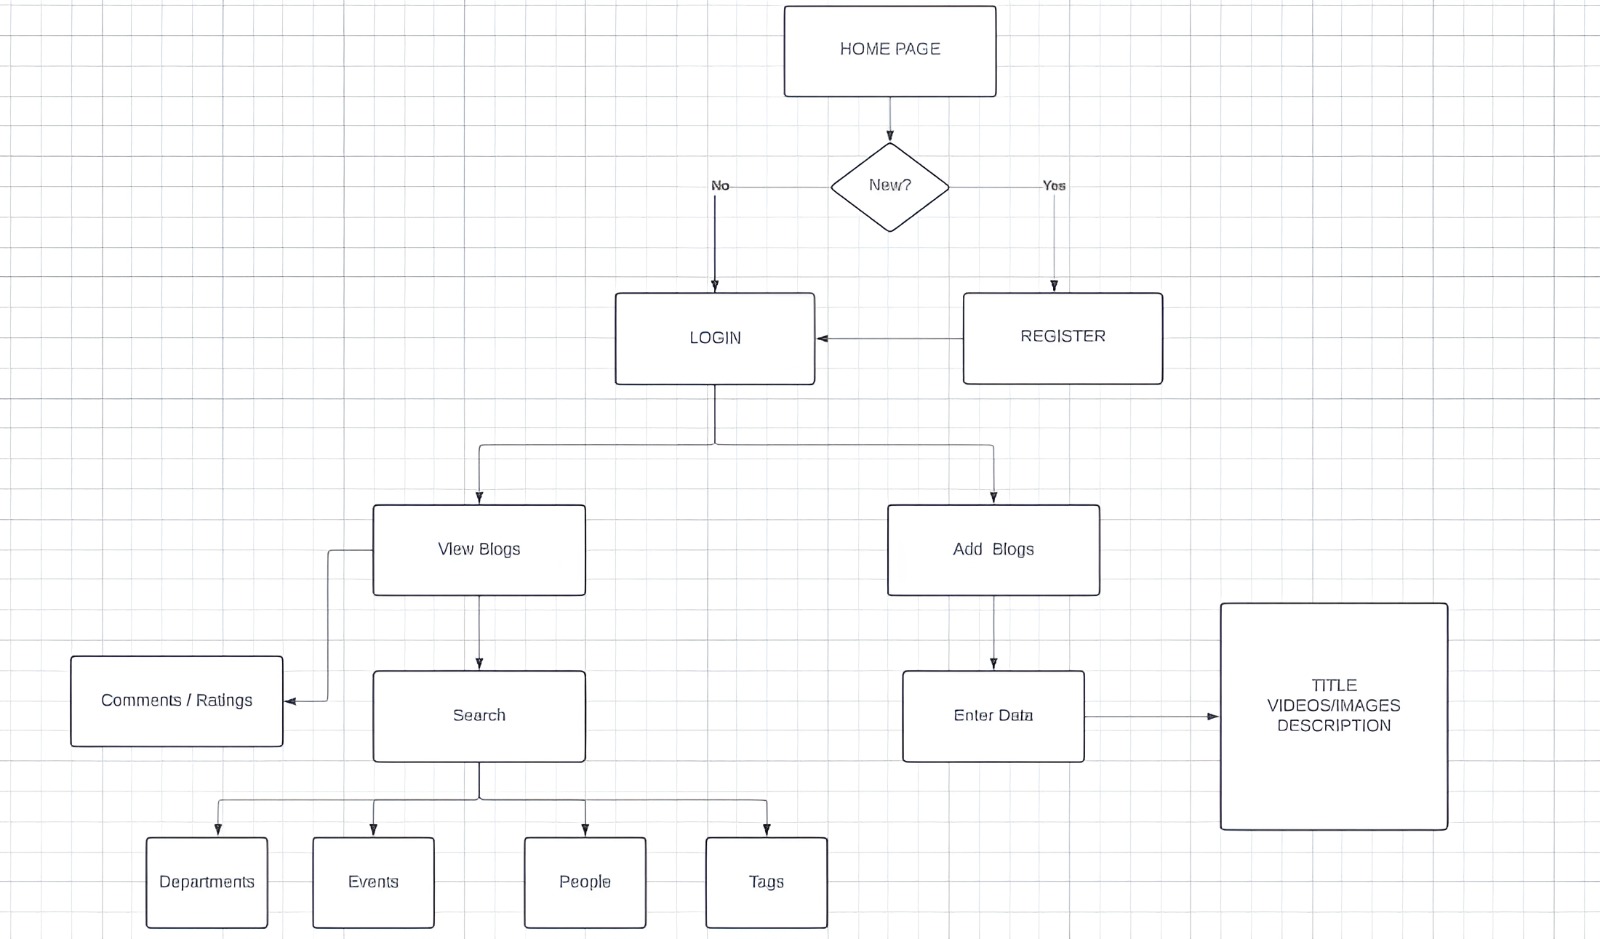 HOME PAGE
New?
No
Yes
LOGIN
REGISTER
View Blogs
Add Blogs
Comments / Ratings
Search
Enter Data
TITLE
VIDEOS/IMAGES
DESCRIPTION
Departments
Events
People
Tags